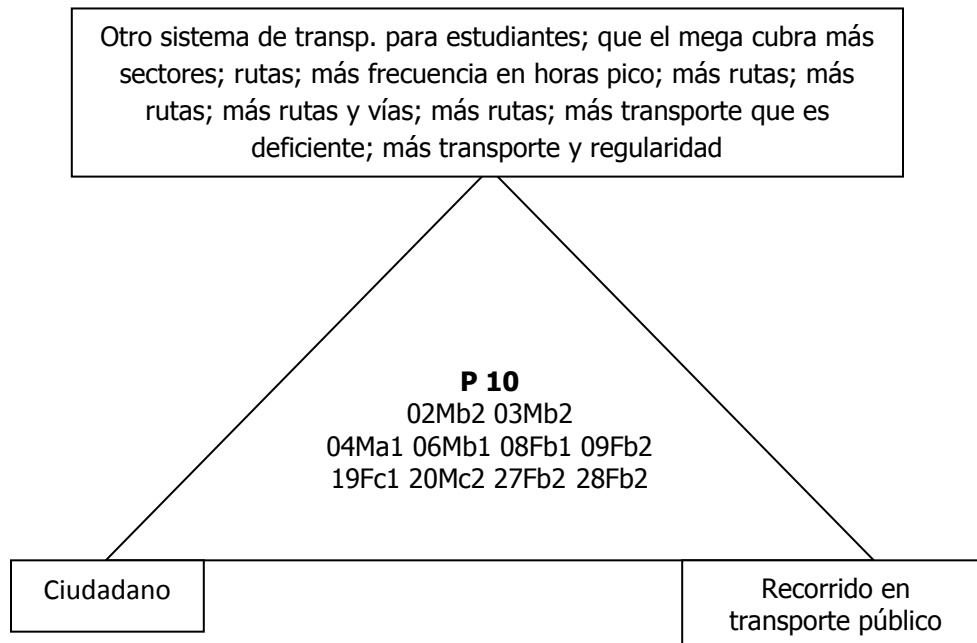 Otro sistema de transp. para estudiantes; que el mega cubra más
sectores; rutas; más frecuencia en horas pico; más rutas; más
rutas; más rutas y vías; más rutas; más transporte que es
deficiente; más transporte y regularidad
P 10
02Mb2 03Mb2
04Ma1 06Mb1 08Fb1 09Fb2
19Fc1 20Mc2 27Fb2 28Fb2
Ciudadano
Recorrido en
transporte público